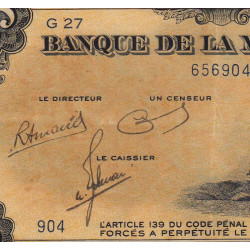 G 27
BANQUE DE LA
656904
LE DIRECTEUR UN CENSEUR
LE CAISSIER
904 L'ARTICLE 139 DU CODE PÉNAL
FORCÉS A PERPÉTUITÉ LE